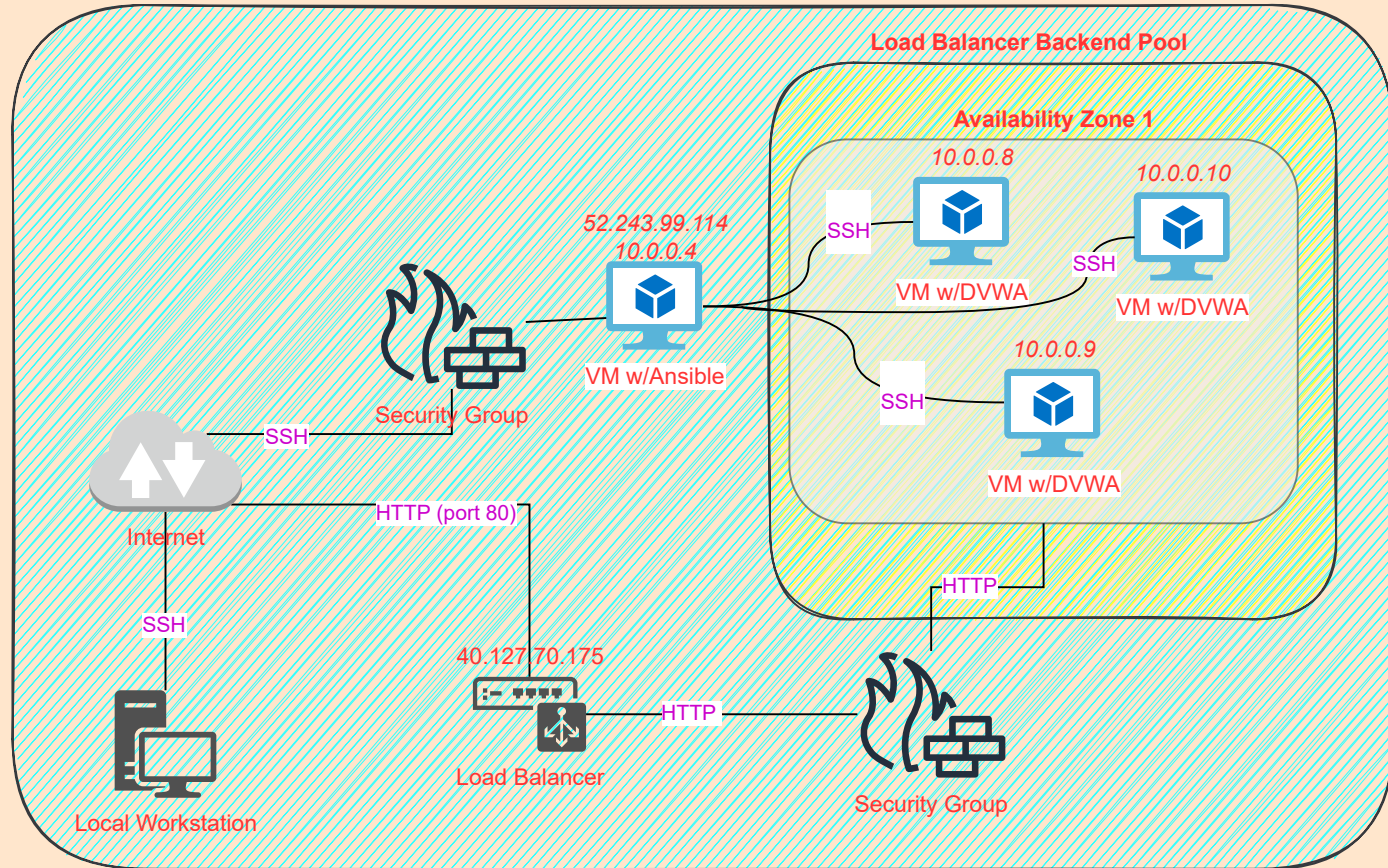 Load Balancer Backend Pool
Availability Zone 1
10.0.0.8
10.0.0.10
52.243.99.114
10.0.0.4
SSH
SSH
VM w/DVWA
VM w/DVWA
10.0.0.9
VM w/Ansible
SSH
Security Group
SSH
VM w/DVWA
HTTP (port 80)
Internet
HTTP
SSH
40.127.70.175
HTTP
Load Balancer
Security Group
Local Workstation